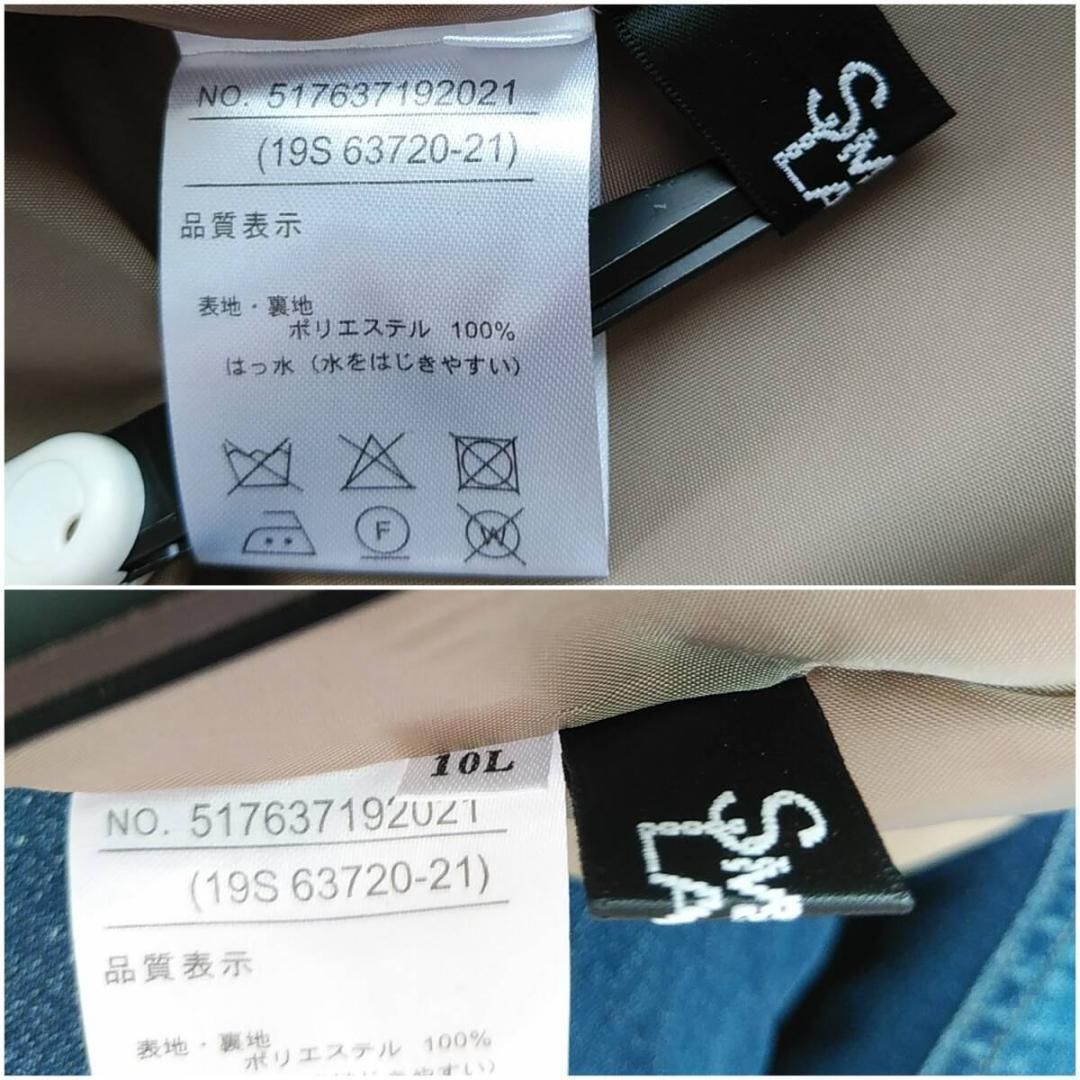 NO. 517637192021
(19S 63720-21)
品質表示
表地・裏地
ポリエステル 100%
はっ水（水をはじきやすい）
F
W
10L
NO. 517637192021
(19S 63720-21)
品質表示
表地・裏地
ポリエステル 100%